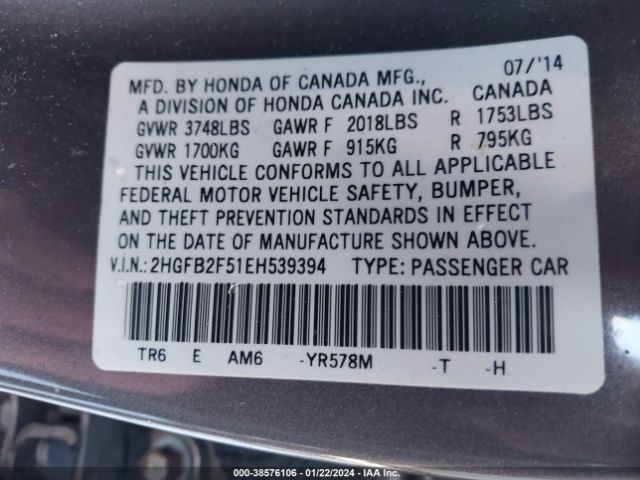 MFD. BY HONDA OF CANADA MFG., 07/'14
A DIVISION OF HONDA CANADA INC. CANADA
GVWR 3748LBS GAWR F 2018LBS R 1753LBS
GVWR 1700KG GAWR F 915KG R 795KG
THIS VEHICLE CONFORMS TO ALL APPLICABLE
FEDERAL MOTOR VEHICLE SAFETY, BUMPER,
AND THEFT PREVENTION STANDARDS IN EFFECT
ON THE DATE OF MANUFACTURE SHOWN ABOVE.
V.I.N.: 2HGFB2F51EH539394 TYPE: PASSENGER CAR
TR6 E AM6 -YR578M -T -H
000-38576106 - 01/22/2024 - IAA Inc.